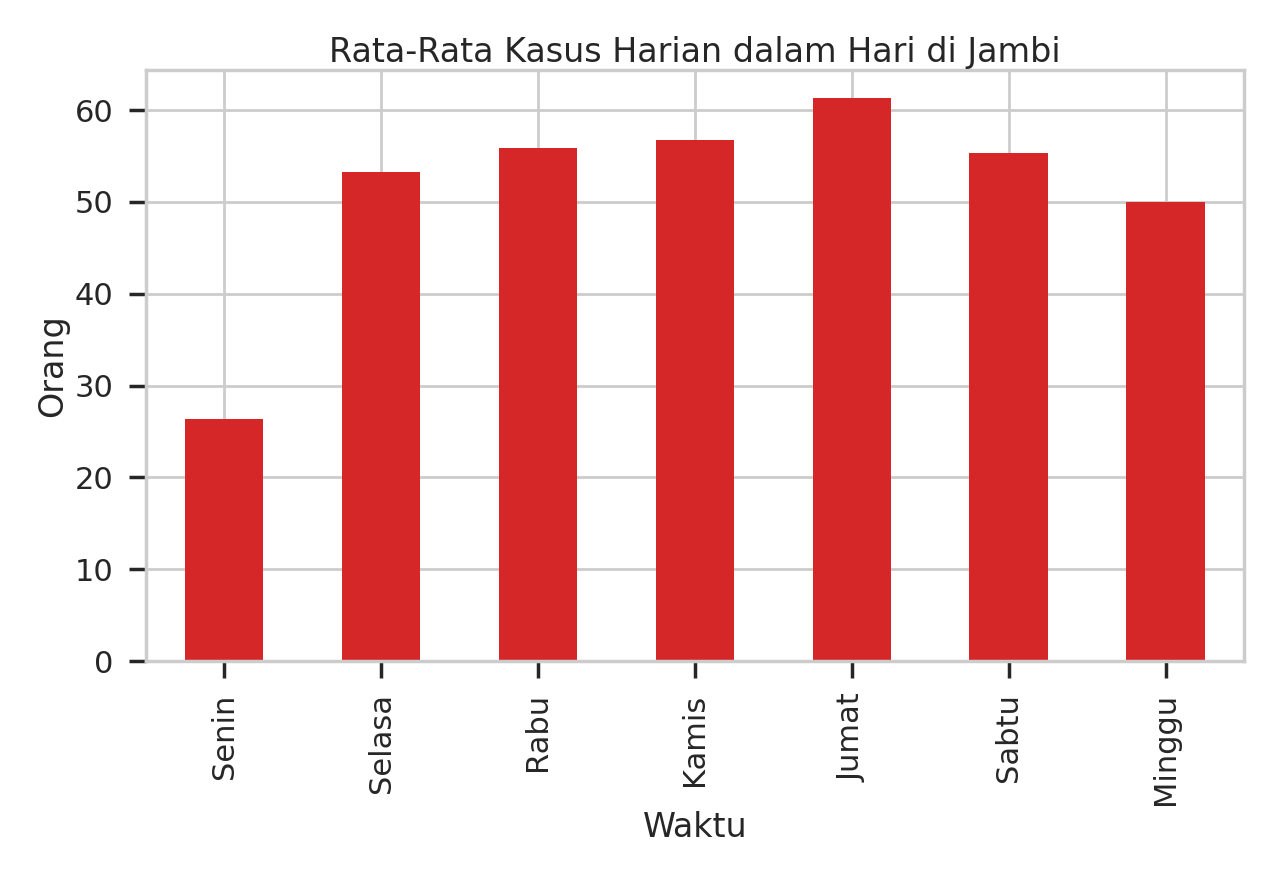 Rata-Rata Kasus Harian dalam Hari di Jambi
60
50
40
30
20
10
0
Orang
Senin
Selasa
Rabu
Kamis
Jumat
Sabtu
Minggu
Waktu